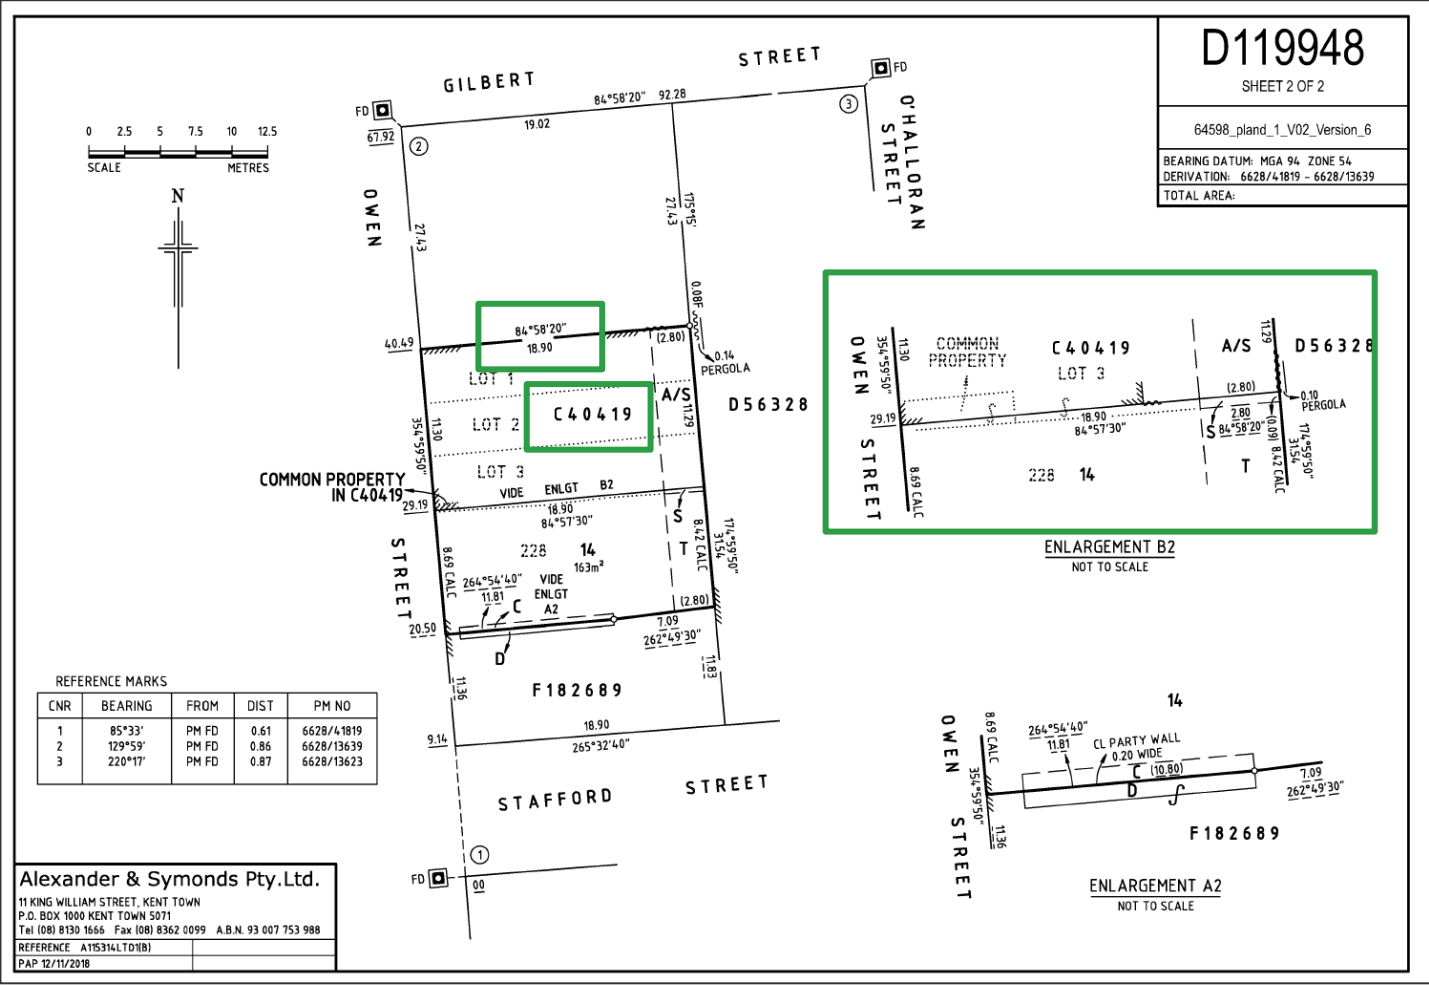 D119948
SHEET 2 OF 2
64598_pland_1_V02_Version_6
BEARING DATUM: MGA 94 ZONE 54
DERIVATION: 6628/41819 - 6628/13639
TOTAL AREA:
0 2.5 5 7.5 10 12.5
SCALE METRES
N
GILBERT STREET
FD
67.92
2
84°58'20" 92.28
19.02
3
FD
O'HALLORAN
STREET
OWEN
27.43
175°15'
27.43
0.08F
40.49
84°58'20"
18.90
(2.80)
0.14
PERGOLA
LOT 1
A/S
C40419
D56328
11.29
LOT 2
11.30
354°59'50"
LOT 3
COMMON PROPERTY
IN C40419
29.19
VIDE ENLGT B2
18.90
84°57'30"
S
228 14
163m²
T
8.42 CALC
174°59'50"
31.54
STREET
8.69 CALC
264°54'40"
11.81
C
VIDE
ENLGT
A2
(2.80)
20.50
7.09
262°49'30"
D
11.36
11.83
F182689
9.14
18.90
265°32'40"
STAFFORD STREET
1
FD
00
OWEN
STREET
354°59'50"
11.30
COMMON
PROPERTY
C40419
LOT 3
A/S
11.29
D56328
(2.80)
0.10
PERGOLA
29.19
18.90
84°57'30"
2.80
84°58'20"
S
(0.09)
8.42 CALC
174°59'50"
31.54
T
228 14
8.69 CALC
ENLARGEMENT B2
NOT TO SCALE
REFERENCE MARKS
CNR BEARING FROM DIST PM NO
1 85°33' PM FD 0.61 6628/41819
2 129°59' PM FD 0.86 6628/13639
3 220°17' PM FD 0.87 6628/13623
14
OWEN
STREET
8.69 CALC
354°59'50"
264°54'40"
11.81
CL PARTY WALL
0.20 WIDE
C (10.80)
D
7.09
262°49'30"
11.36
F182689
ENLARGEMENT A2
NOT TO SCALE
Alexander & Symonds Pty.Ltd.
11 KING WILLIAM STREET, KENT TOWN
P.O. BOX 1000 KENT TOWN 5071
Tel (08) 8130 1666 Fax (08) 8362 0099 A.B.N. 93 007 753 988
REFERENCE A115314LTD1(B)
PAP 12/11/2018